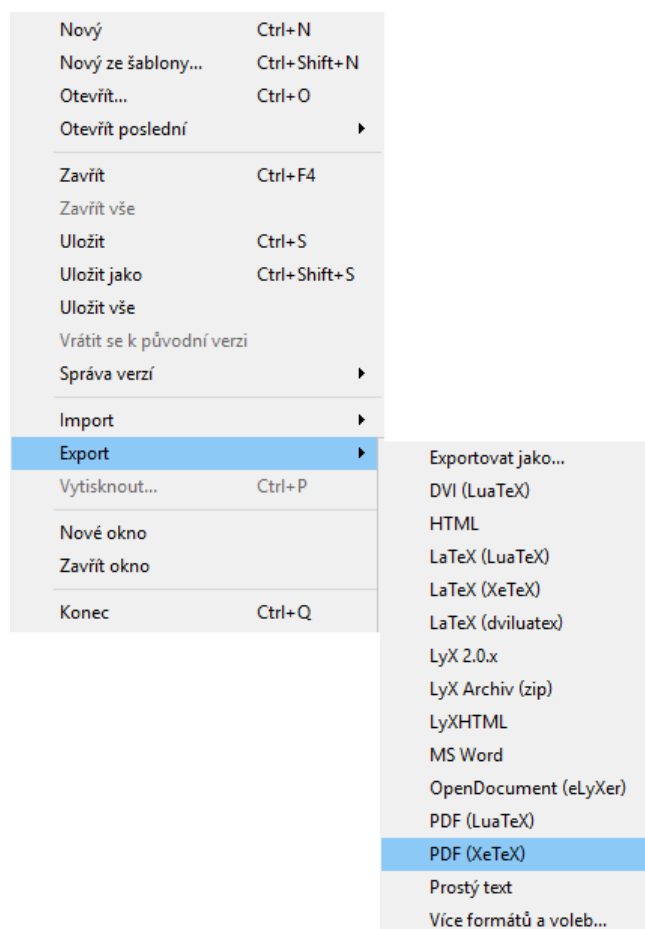 Nový Ctrl+N
Nový ze šablony... Ctrl+Shift+N
Otevřít... Ctrl+O
Otevřít poslední
Zavřít Ctrl+F4
Zavřít vše
Uložit Ctrl+S
Uložit jako Ctrl+Shift+S
Uložit vše
Vrátit se k původní verzi
Správa verzí
Import
Export
Vytisknout... Ctrl+P
Nové okno
Zavřít okno
Konec Ctrl+Q
Exportovat jako...
DVI (LuaTeX)
HTML
LaTeX (LuaTeX)
LaTeX (XeTeX)
LaTeX (dviluatex)
LyX 2.0.x
LyX Archiv (zip)
LyXHTML
MS Word
OpenDocument (eLyXer)
PDF (LuaTeX)
PDF (XeTeX)
Prostý text
Více formátů a voleb...